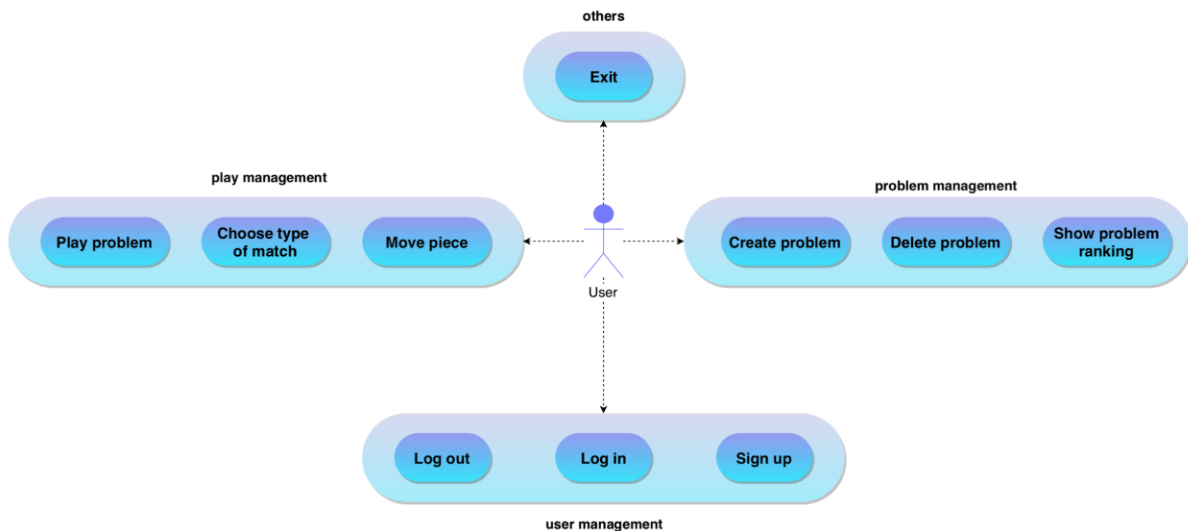 others
Exit
play management
problem management
Play problem
Choose type
of match
Move piece
Create problem
Delete problem
Show problem
ranking
User
Log out
Log in
Sign up
user management